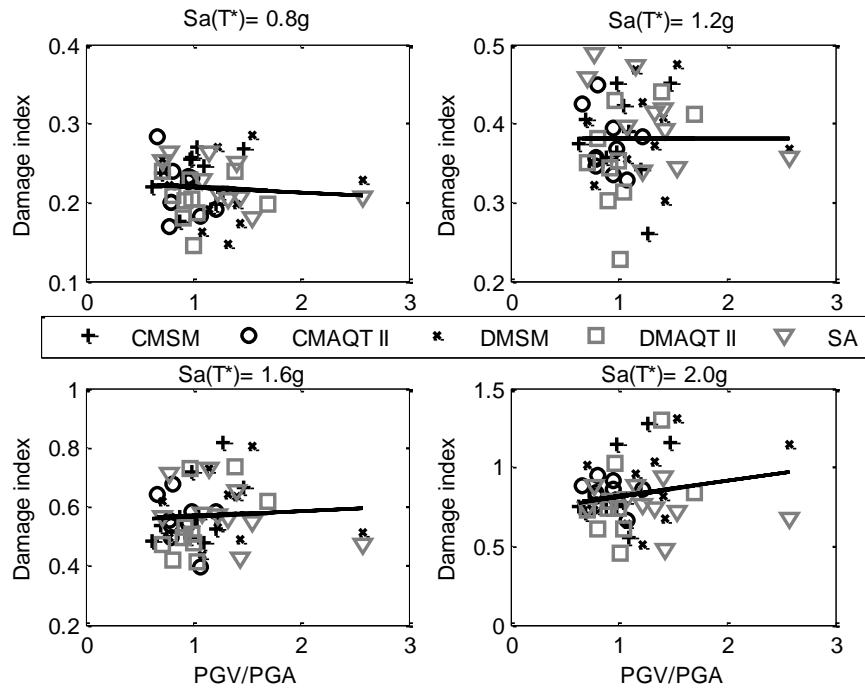 Sa(T*)= 0.8g
Sa(T*)= 1.2g
0.4
0.3
0.2
0.1
Damage index
0 1 2 3
0.5
0.4
0.3
0.2
Damage index
0 1 2 3
CMSM CMAQT II DMSM DMAQT II SA
Sa(T*)= 1.6g
Sa(T*)= 2.0g
1
0.8
0.6
0.4
0.2
Damage index
0 1 2 3
PGV/PGA
1.5
1
0.5
0
Damage index
0 1 2 3
PGV/PGA